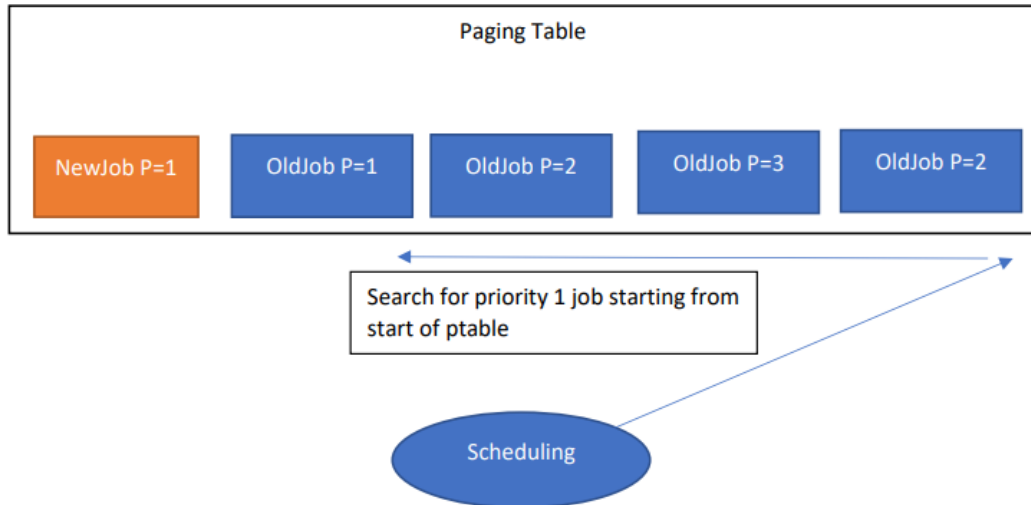 Paging Table
NewJob P=1
OldJob P=1
OldJob P=2
OldJob P=3
OldJob P=2
Search for priority 1 job starting from
start of ptable
Scheduling